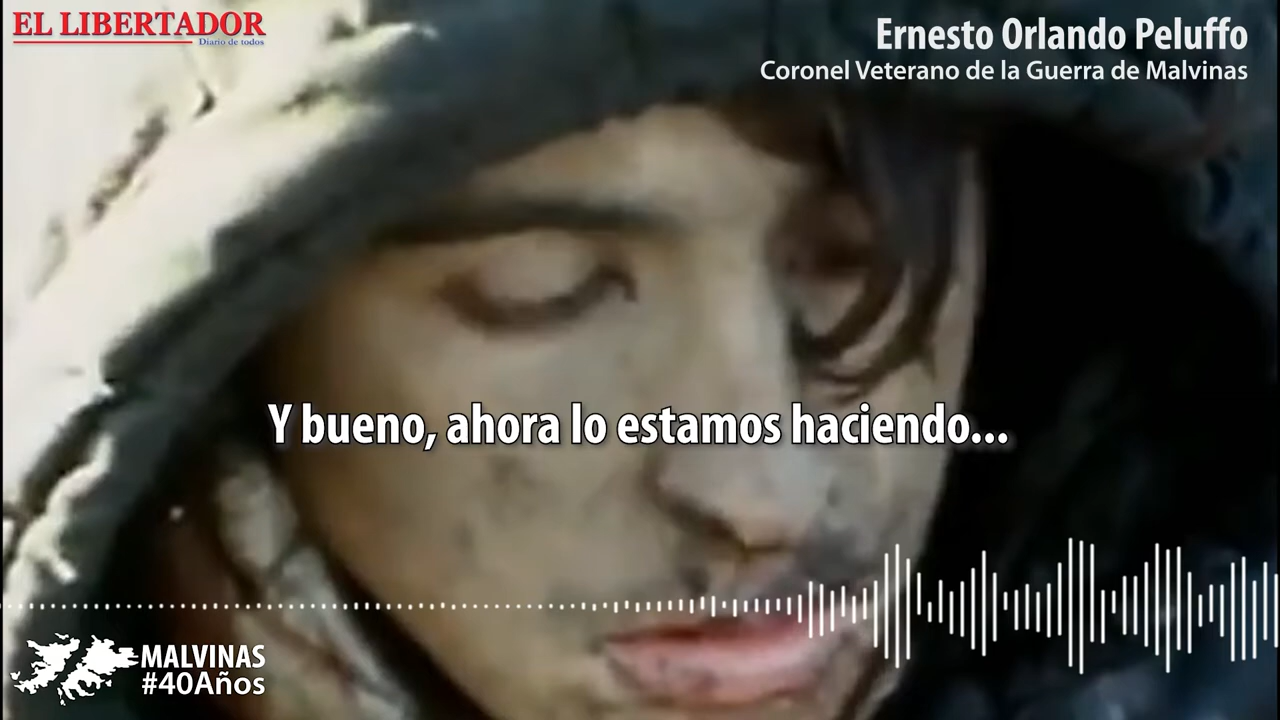 EL LIBERTADOR
Diario de todos
Ernesto Orlando Peluffo
Coronel Veterano de la Guerra de Malvinas
Y bueno, ahora lo estamos haciendo...
MALVINAS
#40Años